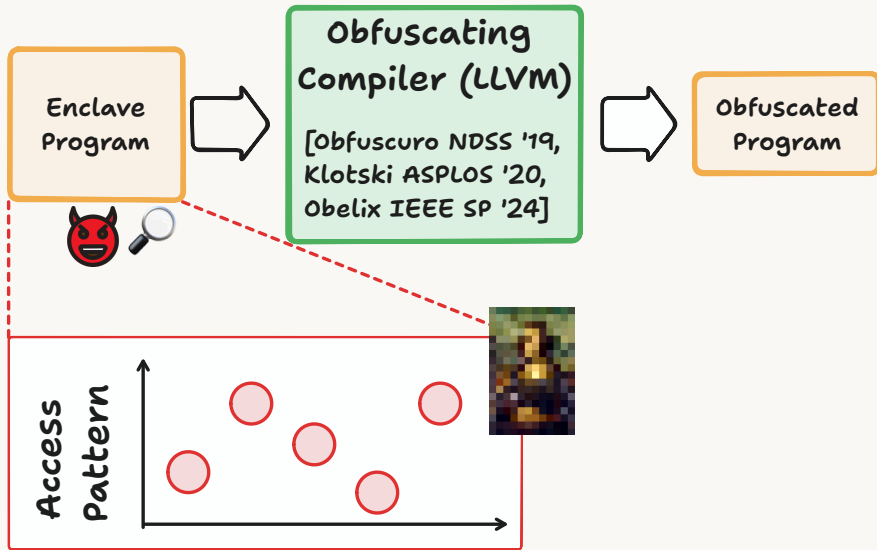 Enclave
Program
Obfuscating
Compiler (LLVM)
[Obfuscuro NDSS '19,
Klotski ASPLOS '20,
Obelix IEEE SP '24]
Obfuscated
Program
Access
Pattern